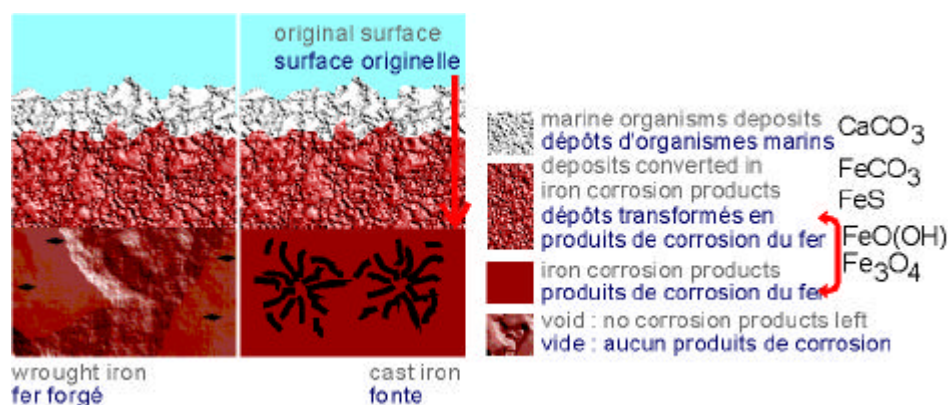 original surface
surface originelle
marine organisms deposits
dépôts d'organismes marins
CaCO3
deposits converted in
iron corrosion products
dépôts transformés en
produits de corrosion du fer
FeCO3
FeS
FeO(OH)
Fe3O4
iron corrosion products
produits de corrosion du fer
void : no corrosion products left
vide : aucun produits de corrosion
wrought iron
fer forgé
cast iron
fonte